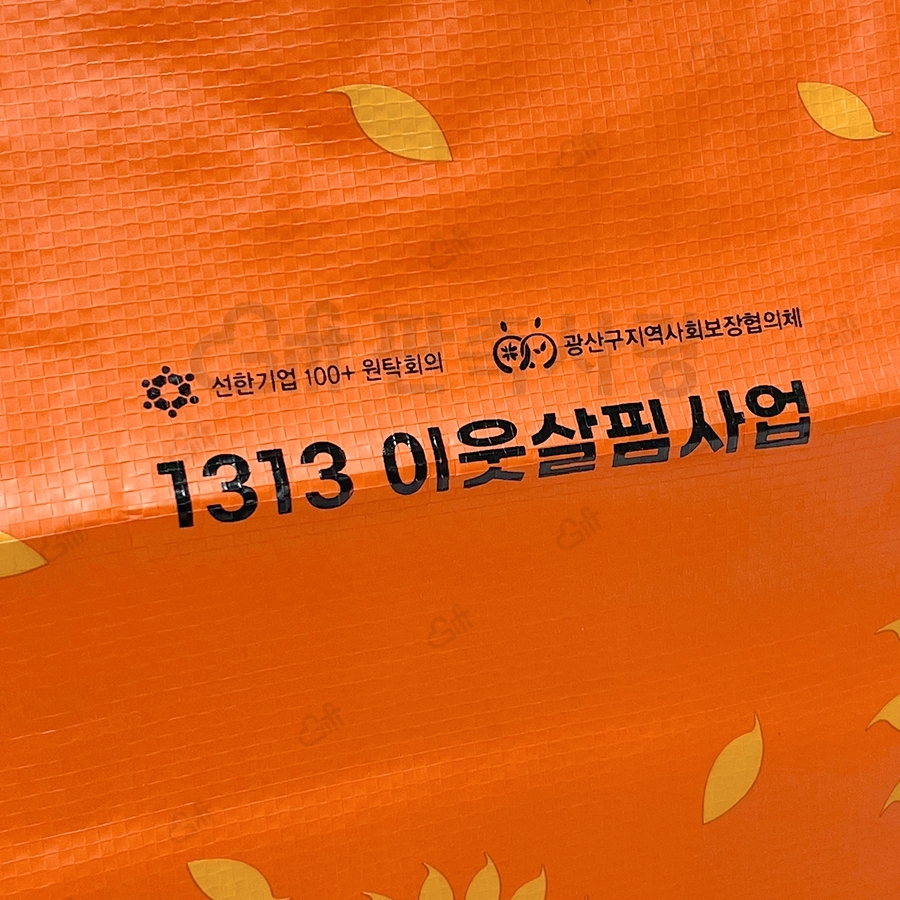 선한기업 100+ 원탁회의
광산구지역사회보장협의체
1313 이웃살핌사업